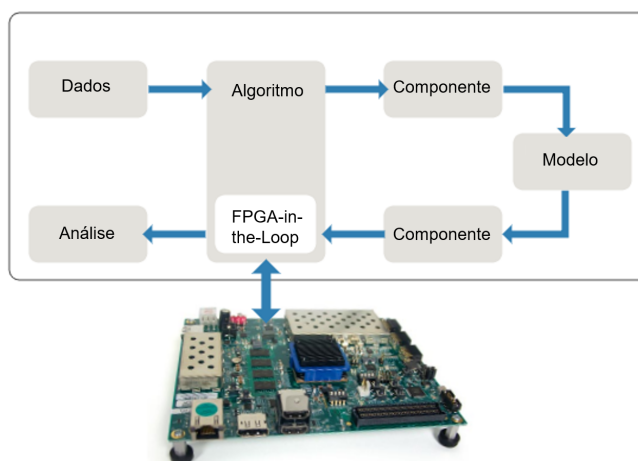 Dados
Algoritmo
Componente
Modelo
FPGA-in-
the-Loop
Componente
Análise